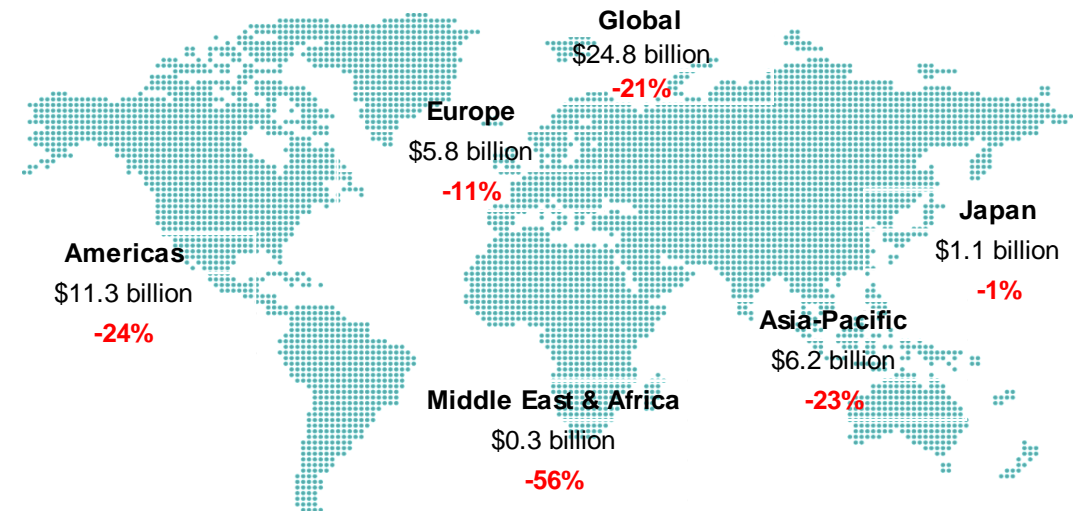 Global
$24.8 billion
-21%
Europe
$5.8 billion
-11%
Japan
$1.1 billion
-1%
Americas
$11.3 billion
-24%
Asia-Pacific
$6.2 billion
-23%
Middle East & Africa
$0.3 billion
-56%